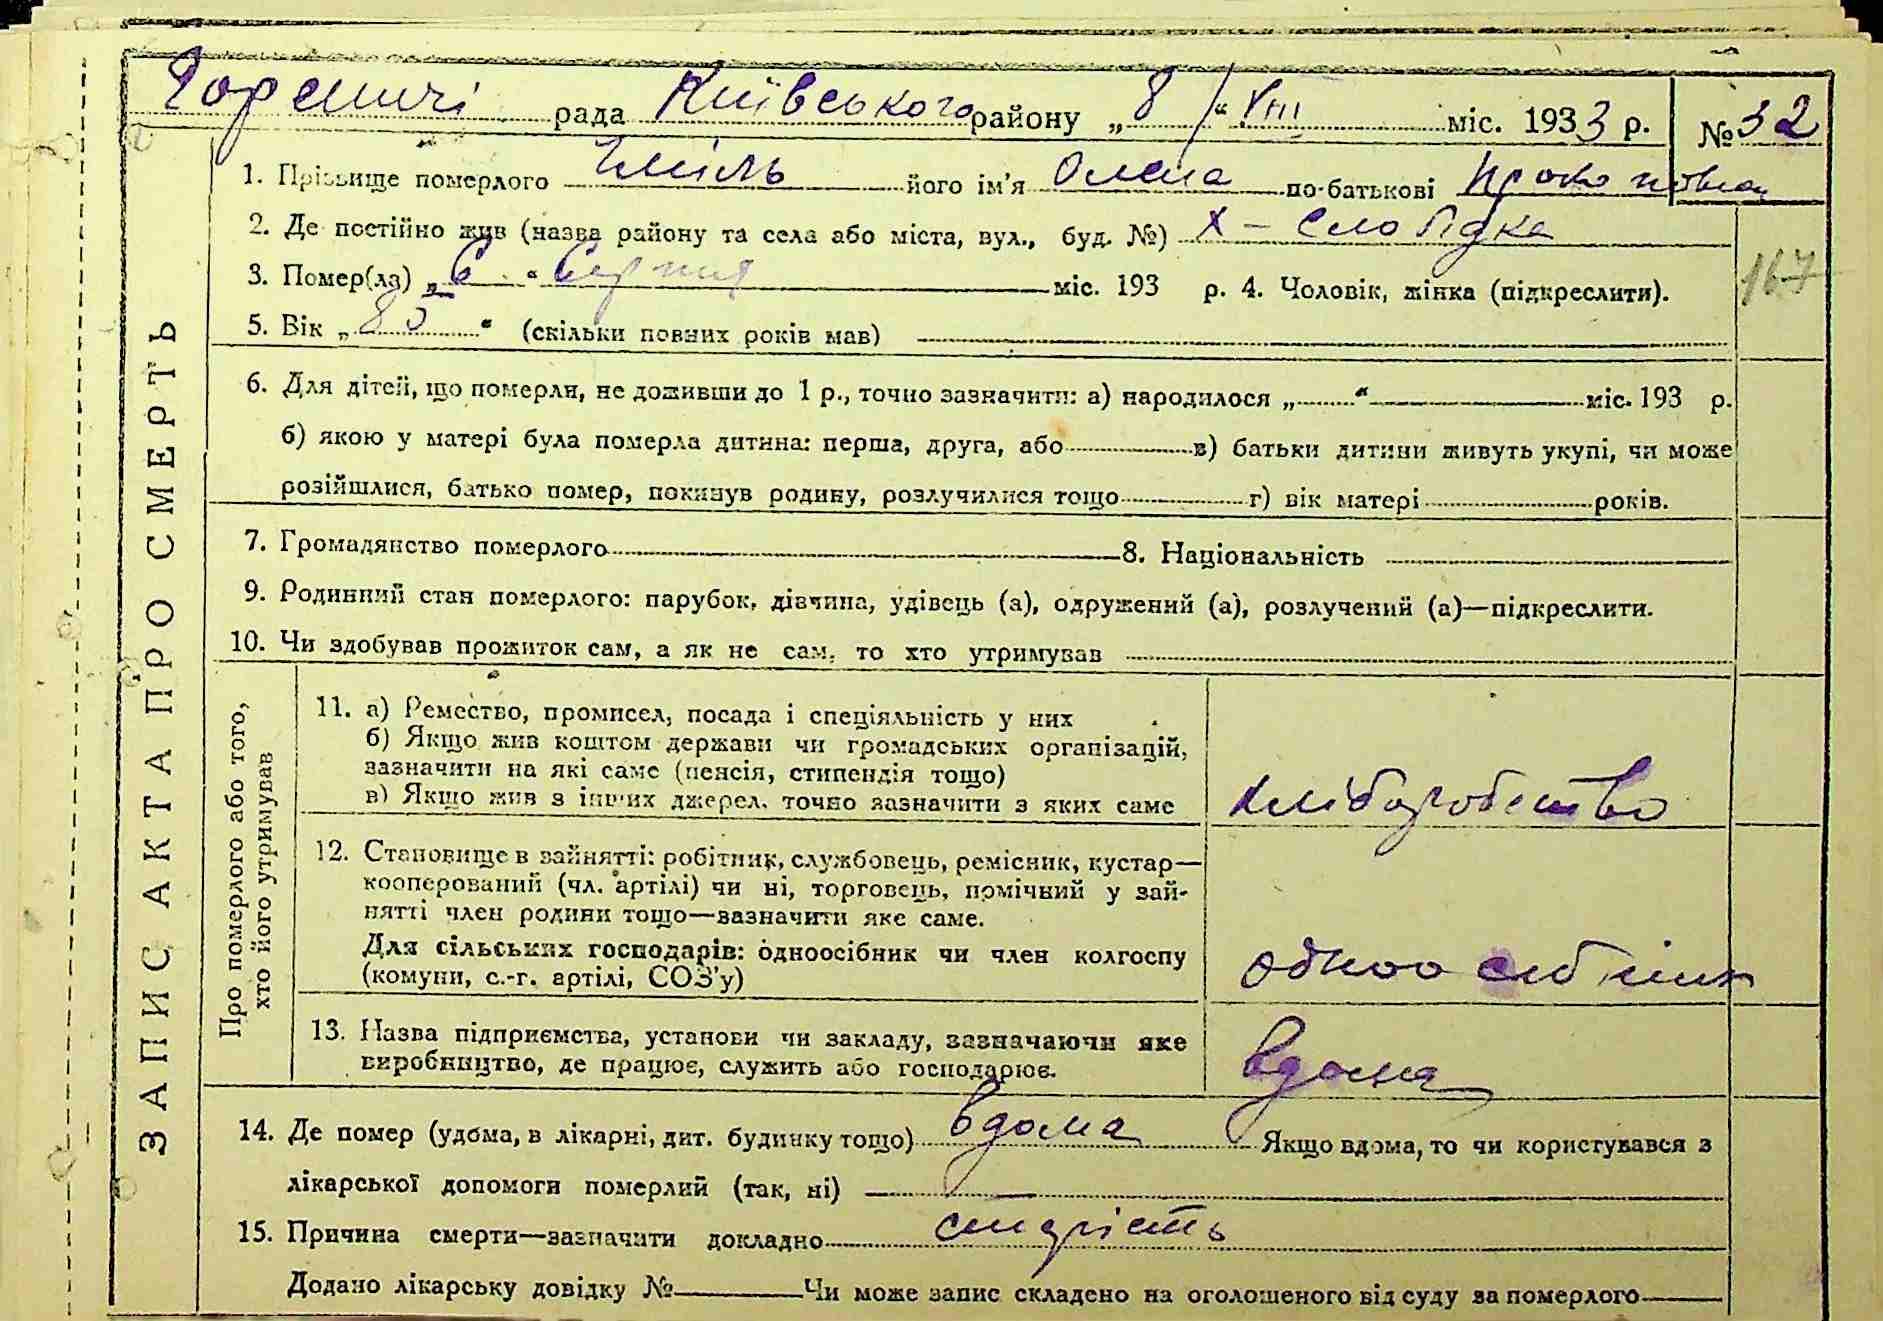 Гореничі рада Київського району „ 8 / “ VIII міс. 1933 р. № 32
1. Прізвище померлого Хміль його ім'я Олена по-батькові Прокопівна
2. Де постійно жив (назва району та села або міста, вул., буд. №) Х – Слобідка
3. Помер(ла) „ 6 “ Серпня міс. 193 р. 4. Чоловік, жінка (підкреслити).
167
5. Вік „ 85 “ (скільки повних років мав)
6. Для дітей, що померли, не доживши до 1 р., точно зазначити: а) народилося „ “ міс. 193 р.
б) якою у матері була померла дитина: перша, друга, або в) батьки дитини живуть укупі, чи може
розійшлися, батько помер, покинув родину, розлучилися тощо г) вік матері років.
7. Громадянство померлого 8. Національність
9. Родинний стан померлого: парубок, дівчина, удівець (а), одружений (а), розлучений (а)—підкреслити.
10. Чи здобував прожиток сам, а як не сам, то хто утримував
ЗАПИС АКТА ПРО СМЕРТЬ
Про померлого або того,
хто його утримував
11. а) Ремество, промисел, посада і спеціяльність у них
б) Якщо жив коштом держави чи громадських організацій,
зазначити на які саме (пенсія, стипендія тощо)
в) Якщо жив з інших джерел, точно зазначити з яких саме
хліборобство
12. Становище в зайнятті: робітник, службовець, ремісник, кустар—
кооперований (чл. артілі) чи ні, торговець, помічний у зай-
нятті член родини тощо—зазначити яке саме.
Для сільських господарів: одноосібник чи член колгоспу
(комуни, с.-г. артілі, СОЗ'у)
одноосібник
13. Назва підприємства, установи чи закладу, зазначаючи яке
виробництво, де працює, служить або господарює.
вдома
14. Де помер (удома, в лікарні, дит. будинку тощо) вдома Якщо вдома, то чи користувався з
лікарської допомоги померлий (так, ні)
15. Причина смерти—зазначити докладно старість
Додано лікарську довідку № Чи може запис складено на оголошеного від суду за померлого